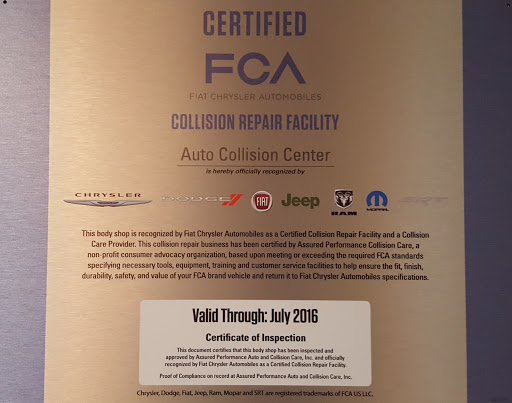 CERTIFIED
FCA
FIAT CHRYSLER AUTOMOBILES
COLLISION REPAIR FACILITY
Auto Collision Center
is hereby officially recognized by
CHRYSLER DODGE FIAT Jeep RAM MOPAR SRT
This body shop is recognized by Fiat Chrysler Automobiles as a Certified Collision Repair Facility and a Collision
Care Provider. This collision repair business has been certified by Assured Performance Collision Care, a
non-profit consumer advocacy organization, based upon meeting or exceeding the required FCA standards
specifying necessary tools, equipment, training and customer service facilities to help ensure the fit, finish,
durability, safety, and value of your FCA brand vehicle and return it to Fiat Chrysler Automobiles specifications.
Valid Through: July 2016
Certificate of Inspection
This document certifies that this body shop has been inspected and
approved by Assured Performance Auto and Collision Care, Inc. and officially
recognized by Fiat Chrysler Automobiles as a Certified Collision Repair Facility.
Proof of Compliance on record at Assured Performance Auto and Collision Care, Inc.
Chrysler, Dodge, Fiat, Jeep, Ram, Mopar and SRT are registered trademarks of FCA US LLC.